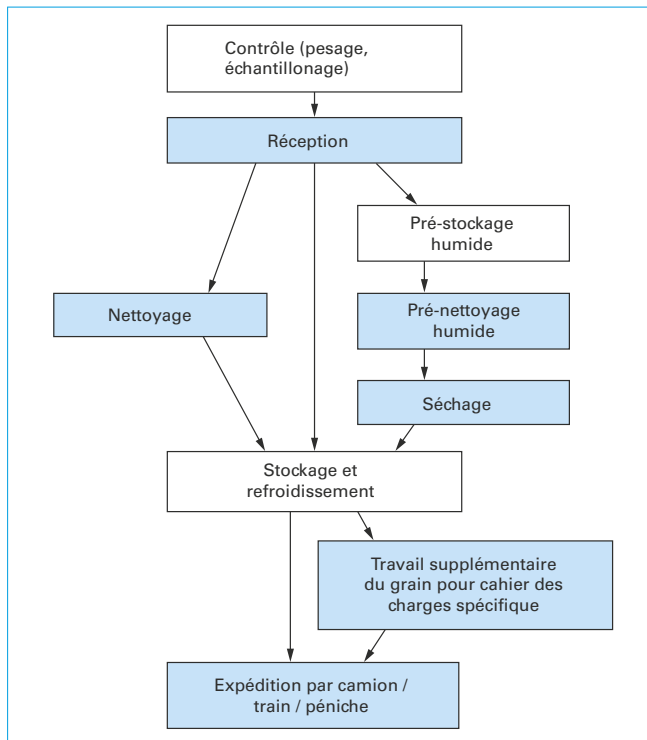 Contrôle (pesage,
échantillonage)
Réception
Pré-stockage
humide
Nettoyage
Pré-nettoyage
humide
Séchage
Stockage et
refroidissement
Travail supplémentaire
du grain pour cahier des
charges spécifique
Expédition par camion /
train / péniche